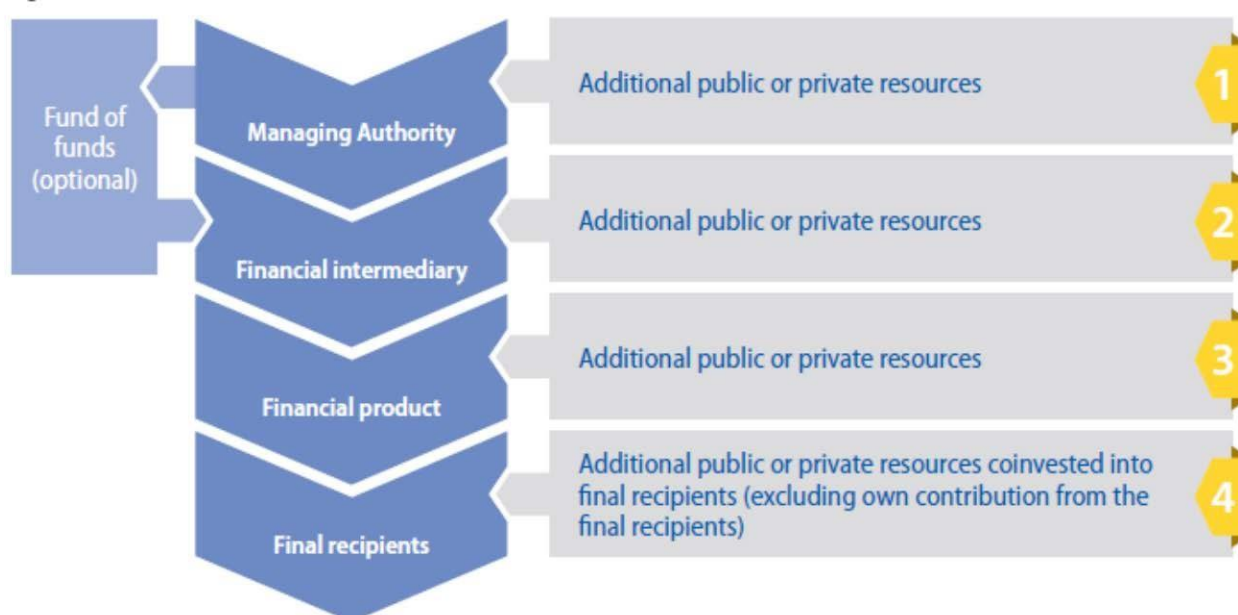 Fund of
funds
(optional)
Managing Authority
Additional public or private resources
1
Financial intermediary
Additional public or private resources
2
Financial product
Additional public or private resources
3
Final recipients
Additional public or private resources coinvested into
final recipients (excluding own contribution from the
final recipients)
4